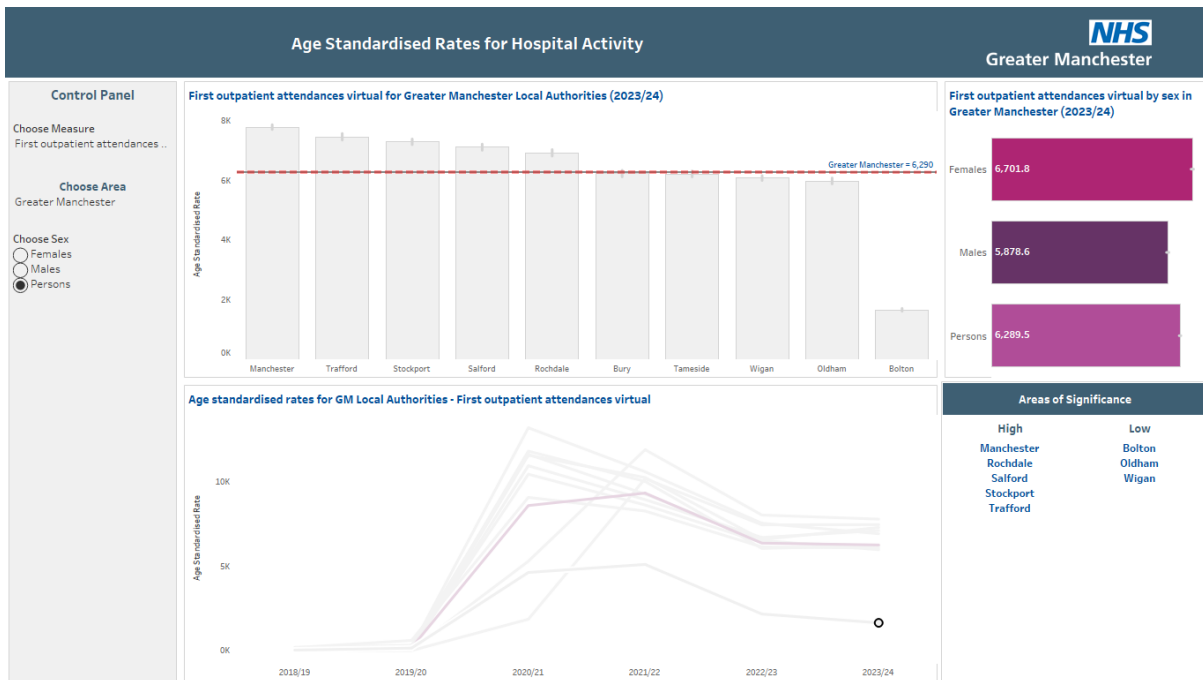 Age Standardised Rates for Hospital Activity
NHS
Greater Manchester
Control Panel
Choose Measure
First outpatient attendances ..
Choose Area
Greater Manchester
Choose Sex
Females
Males
Persons
First outpatient attendances virtual for Greater Manchester Local Authorities (2023/24)
Age Standardised Rate
8K
6K
4K
2K
0K
Greater Manchester = 6,290
Manchester
Trafford
Stockport
Salford
Rochdale
Bury
Tameside
Wigan
Oldham
Bolton
First outpatient attendances virtual by sex in
Greater Manchester (2023/24)
Females 6,701.8
Males 5,878.6
Persons 6,289.5
Age standardised rates for GM Local Authorities - First outpatient attendances virtual
Age Standardised Rate
10K
5K
0K
2018/19
2019/20
2020/21
2021/22
2022/23
2023/24
Areas of Significance
High
Manchester
Rochdale
Salford
Stockport
Trafford
Low
Bolton
Oldham
Wigan